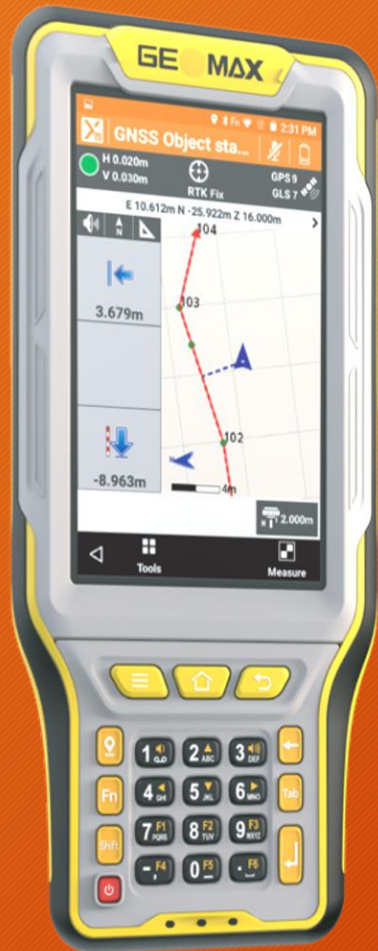 GEOMAX
2:31 PM
GNSS Object sta...
H 0.020m
V 0.030m
RTK Fix
GPS 9
GLS 7
E 10.612m N -25.922m Z 16.000m
N
104
3.679m
103
102
-8.963m
N
4m
H
2.000m
Tools
Measure
1
2 ABC
3 DEF
Fn
4 GHI
5 JKL
6 MNO
Tab
Shift
7 F1 PQRS
8 F2 TUV
9 F3 WXYZ
-, F4
0 F5
. F6